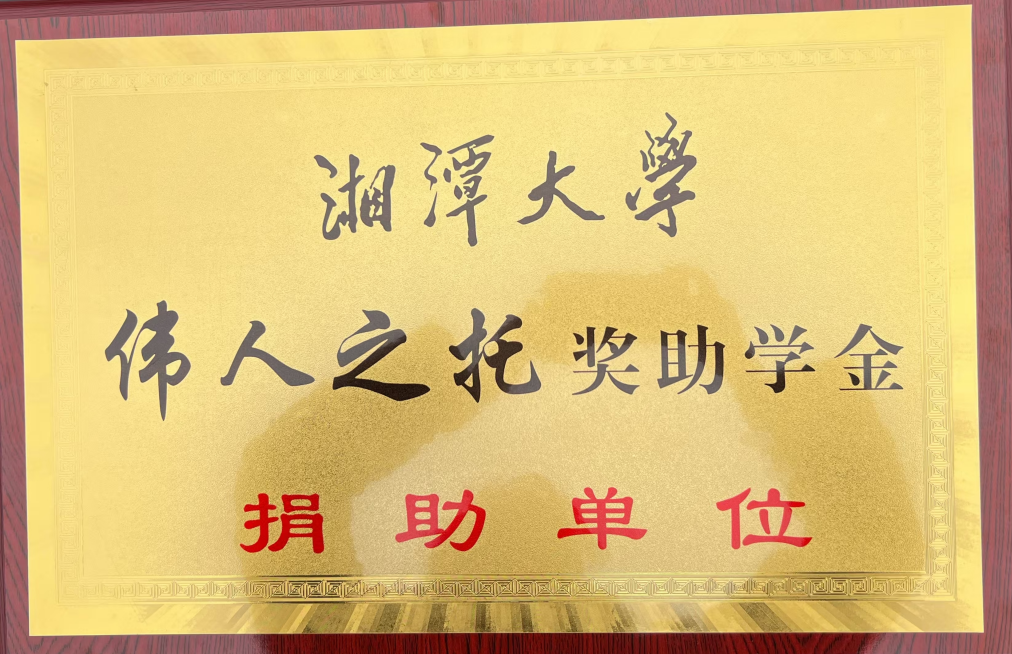 湘潭大學
伟人之托奖助学金
捐助单位